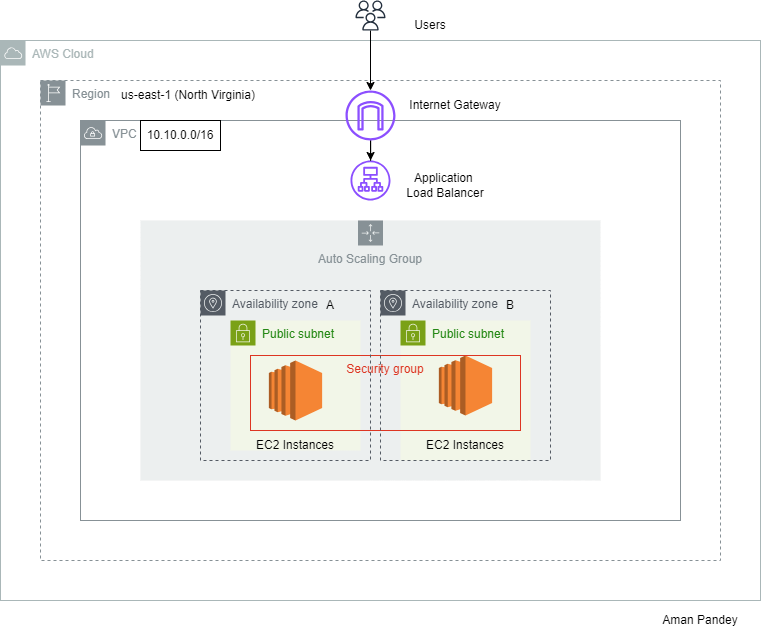 Users
AWS Cloud
Region us-east-1 (North Virginia)
Internet Gateway
VPC 10.10.0.0/16
Application
Load Balancer
Auto Scaling Group
Availability zone A
Availability zone B
Public subnet
Public subnet
Security group
EC2 Instances
EC2 Instances
Aman Pandey